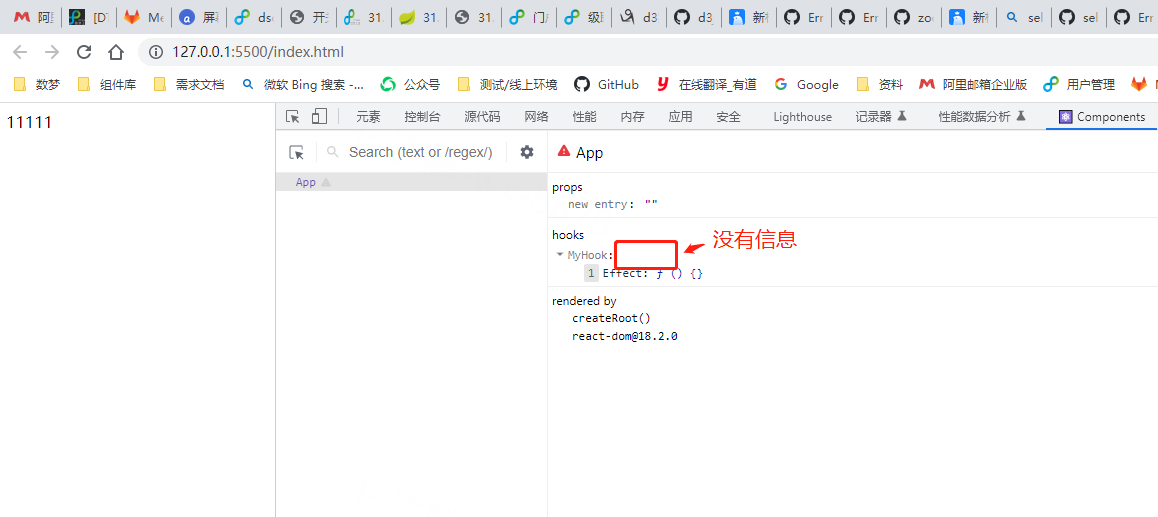 阿里
[D
Me
屏幕
dsc
开关
31.
31.
31
门户
级联
d3
d3_
新行
Err
Err
zoo
新行
sel
sel
Err
127.0.0.1:5500/index.html
数梦
组件库
需求文档
微软 Bing 搜索 -...
公众号
测试/线上环境
GitHub
在线翻译_有道
Google
资料
阿里邮箱企业版
用户管理
11111
元素
控制台
源代码
网络
性能
内存
应用
安全
Lighthouse
记录器
性能数据分析
Components
Search (text or /regex/)
App
App
props
new entry: ""
hooks
没有信息
MyHook:
1 Effect: ƒ () {}
rendered by
createRoot()
react-dom@18.2.0